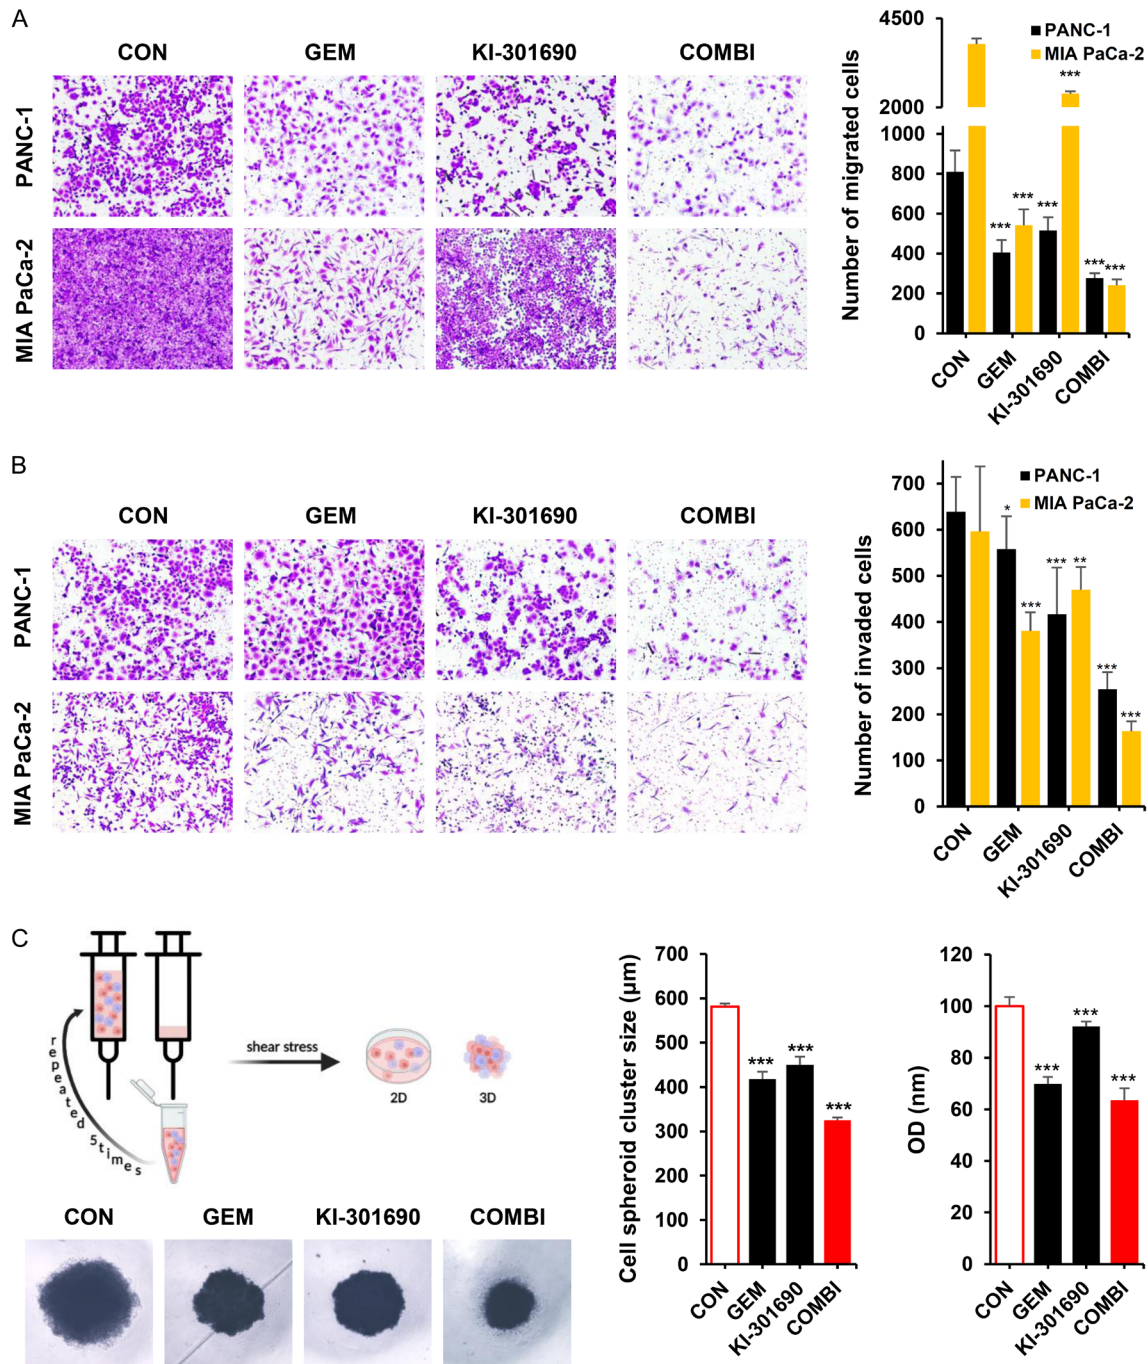 A
CON GEM KI-301690 COMBI
PANC-1
MIA PaCa-2
Number of migrated cells
4500
2000
1000
800
600
400
200
0
PANC-1
MIA PaCa-2
***
*** *** *** *** ***
CON GEM KI-301690 COMBI
B
CON GEM KI-301690 COMBI
PANC-1
MIA PaCa-2
Number of invaded cells
700
600
500
400
300
200
100
0
PANC-1
MIA PaCa-2
* *** *** ** *** ***
CON GEM KI-301690 COMBI
C
repeated 5times
shear stress
2D 3D
CON GEM KI-301690 COMBI
Cell spheroid cluster size (μm)
700
600
500
400
300
200
100
0
*** *** ***
CON GEM KI-301690 COMBI
OD (nm)
120
100
80
60
40
20
0
*** *** ***
CON GEM KI-301690 COMBI